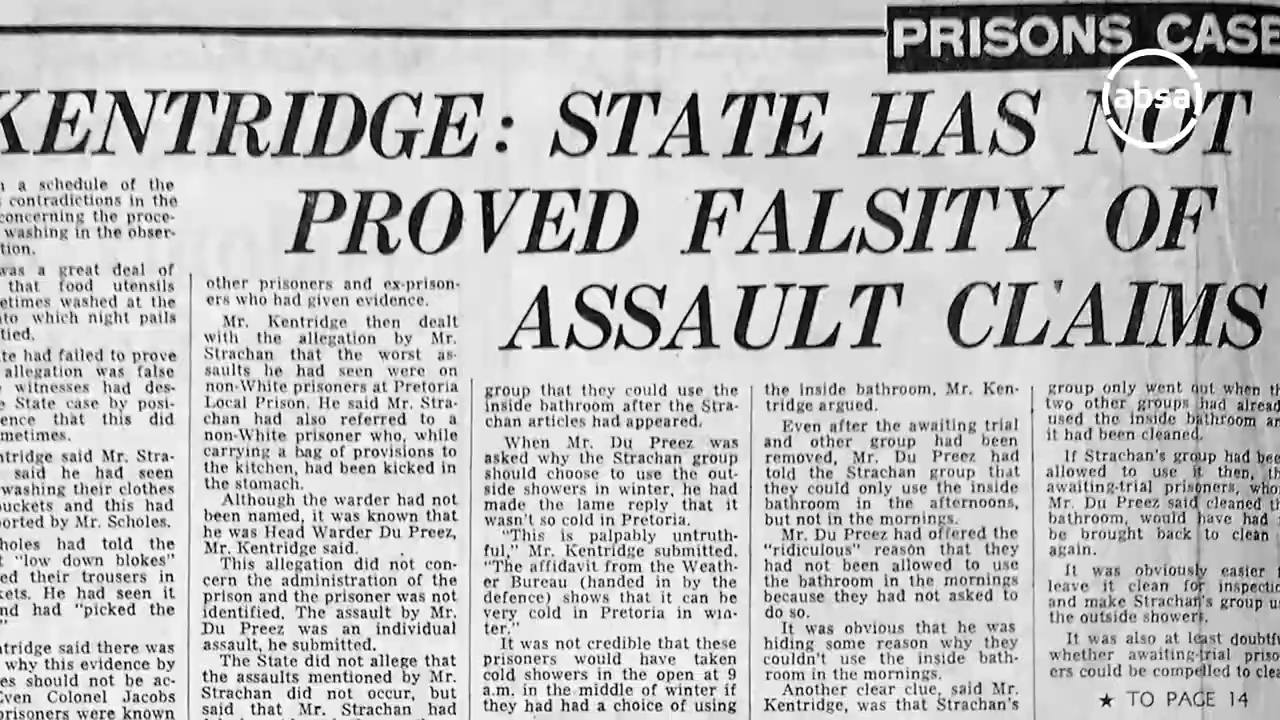 PRISONS CASE
absa
KENTRIDGE: STATE HAS NOT
PROVED FALSITY OF
ASSAULT CLAIMS
a schedule of the
contradictions in the
concerning the proce-
washing in the obser-
tion.
was a great deal of
that food utensils
etimes washed at the
into which night pails
tied.
te had failed to prove
allegation was false
witnesses had des-
e State case by posi-
ence that this did
metimes.
ntridge said Mr. Stra-
said he had seen
washing their clothes
buckets and this had
ported by Mr. Scholes.
holes had told the
"low down blokes"
ed their trousers in
kets. He had seen it
nd had "picked the
"
ntridge said there was
why this evidence by
es should not be ac-
Even Colonel Jacobs
prisoners were known
other prisoners and ex-prison-
ers who had given evidence.
Mr. Kentridge then dealt
with the allegation by Mr.
Strachan that the worst as-
saults he had seen were on
non-White prisoners at Pretoria
Local Prison. He said Mr. Stra-
chan had also referred to a
non-White prisoner who, while
carrying a bag of provisions to
the kitchen, had been kicked in
the stomach.
Although the warder had not
been named, it was known that
he was Head Warder Du Preez,
Mr. Kentridge said.
This allegation did not con-
cern the administration of the
prison and the prisoner was not
identified. The assault by Mr.
Du Preez was an individual
assault, he submitted.
The State did not allege that
the assaults mentioned by Mr.
Strachan did not occur, but
said that Mr. Strachan had
group that they could use the
inside bathroom after the Stra-
chan articles had appeared.
When Mr. Du Preez was
asked why the Strachan group
should choose to use the out-
side showers in winter, he had
made the lame reply that it
wasn't so cold in Pretoria.
"This is palpably untruth-
ful," Mr. Kentridge submitted.
"The affidavit from the Weath-
er Bureau (handed in by the
defence) shows that it can be
very cold in Pretoria in win-
ter."
It was not credible that these
prisoners would have taken
cold showers in the open at 9
a.m. in the middle of winter if
they had had a choice of using
the inside bathroom, Mr. Ken-
tridge argued.
Even after the awaiting trial
and other group had been
removed, Mr. Du Preez had
told the Strachan group that
they could only use the inside
bathroom in the afternoons,
but not in the mornings.
Mr. Du Preez had offered the
"ridiculous" reason that they
had not been allowed to use
the bathroom in the mornings
because they had not asked to
do so.
It was obvious that he was
hiding some reason why they
couldn't use the inside bath-
room in the mornings.
Another clear clue, said Mr.
Kentridge, was that Strachan's
group only went out when th
two other groups had alread
used the inside bathroom an
it had been cleaned.
If Strachan's group had bee
allowed to use it then, th
awaiting-trial prisoners, who
Mr. Du Preez said cleaned th
bathroom, would have had
be brought back to clean
again.
It was obviously easier t
leave it clean for inspectio
and make Strachan's group u
the outside showers.
It was also at least doubtfu
whether awaiting-trial priso
ers could be compelled to clea
★ TO PAGE 14